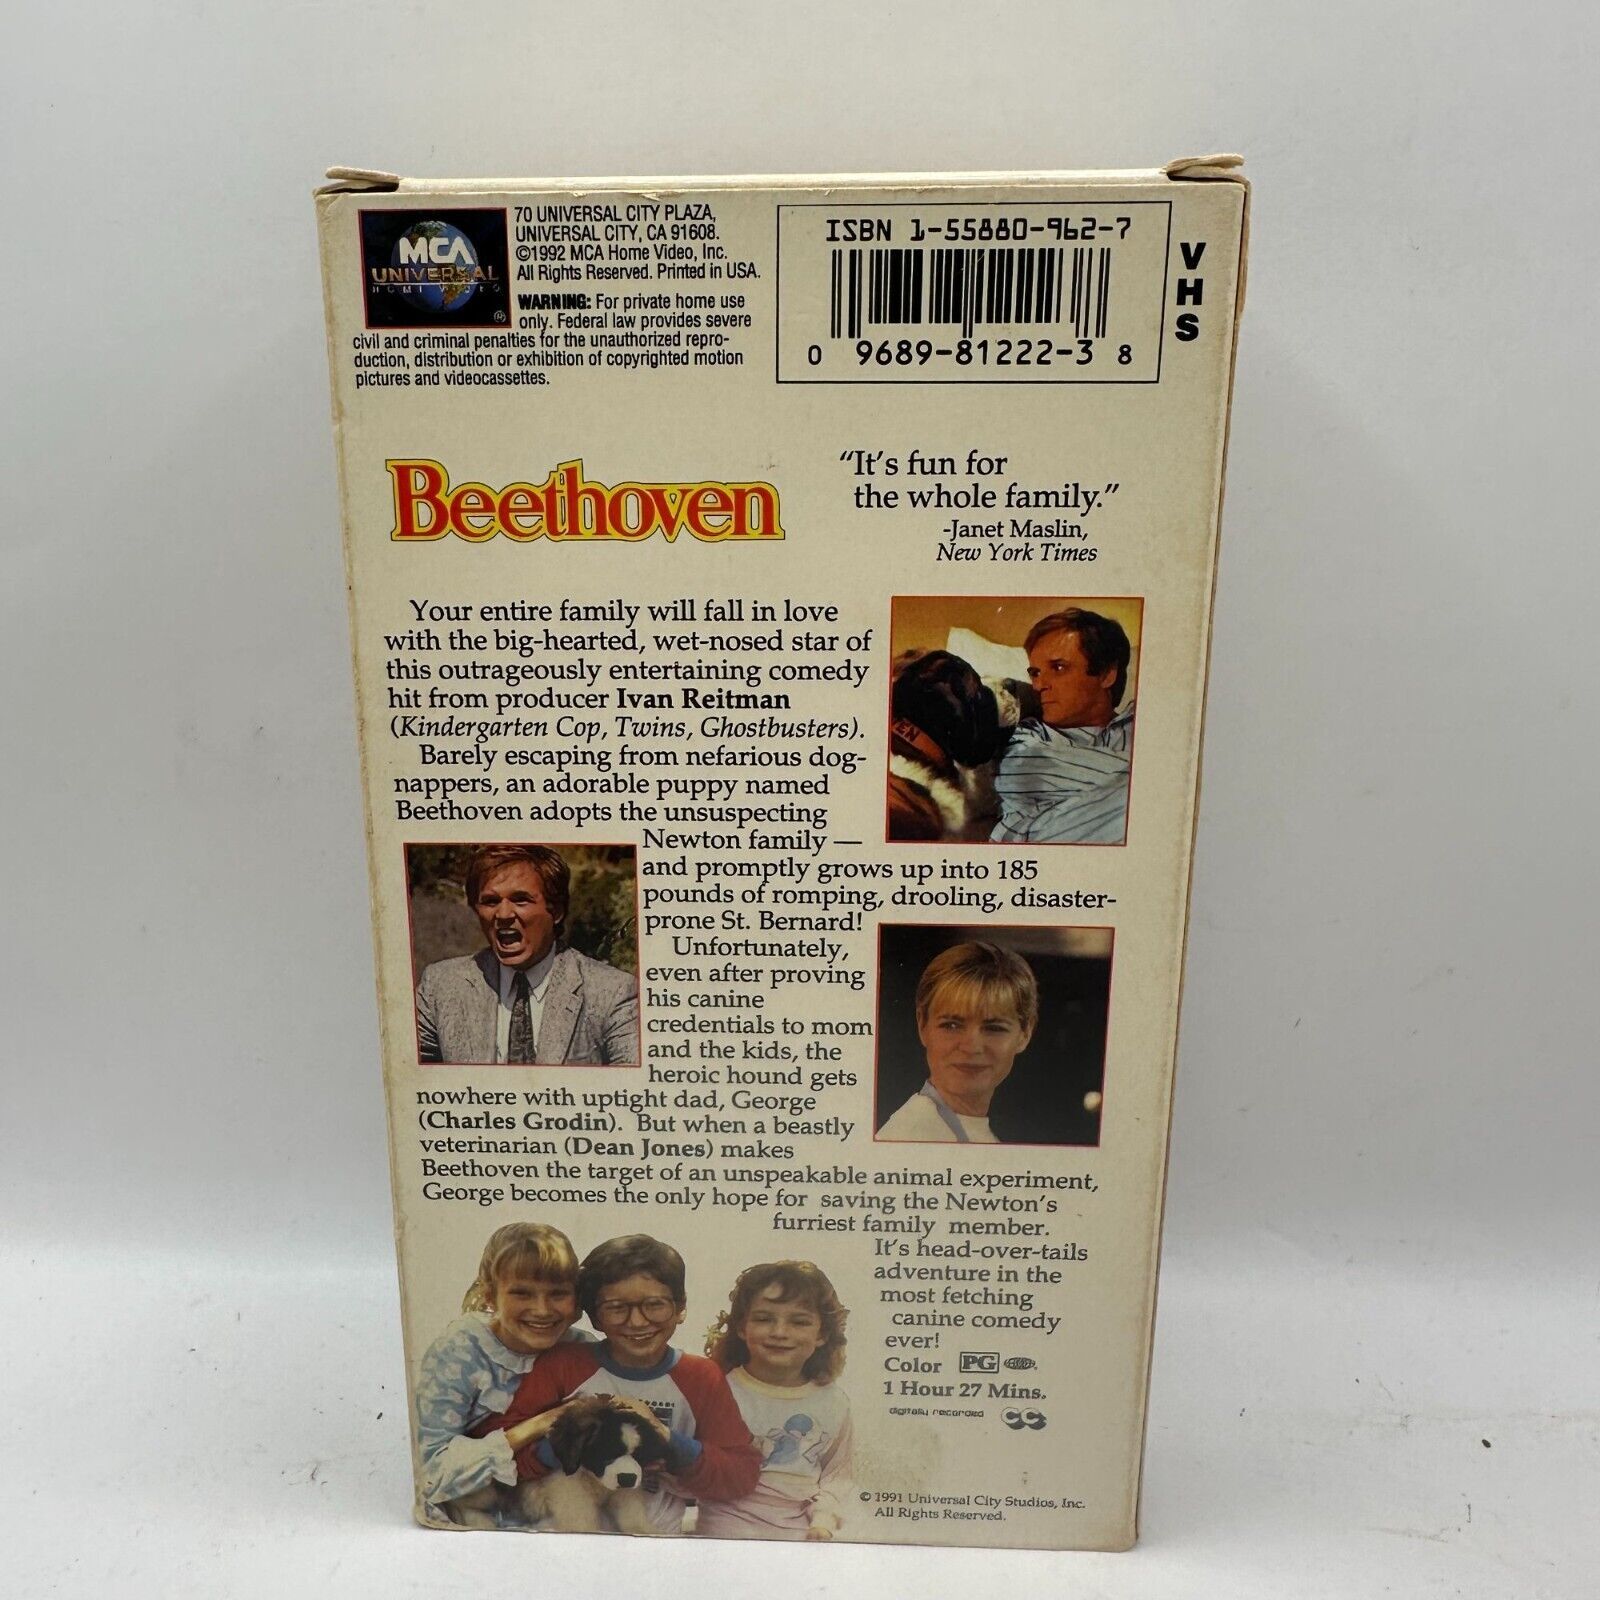 MCA
UNIVERSAL
HOME VIDEO
70 UNIVERSAL CITY PLAZA,
UNIVERSAL CITY, CA 91608.
©1992 MCA Home Video, Inc.
All Rights Reserved. Printed in USA.
WARNING: For private home use
only. Federal law provides severe
civil and criminal penalties for the unauthorized repro-
duction, distribution or exhibition of copyrighted motion
pictures and videocassettes.
ISBN 1-55880-962-7
0 9689-81222-3 8
VHS
Beethoven
"It's fun for
the whole family."
-Janet Maslin,
New York Times
Your entire family will fall in love
with the big-hearted, wet-nosed star of
this outrageously entertaining comedy
hit from producer Ivan Reitman
(Kindergarten Cop, Twins, Ghostbusters).
Barely escaping from nefarious dog-
nappers, an adorable puppy named
Beethoven adopts the unsuspecting
Newton family —
and promptly grows up into 185
pounds of romping, drooling, disaster-
prone St. Bernard!
Unfortunately,
even after proving
his canine
credentials to mom
and the kids, the
heroic hound gets
nowhere with uptight dad, George
(Charles Grodin). But when a beastly
veterinarian (Dean Jones) makes
Beethoven the target of an unspeakable animal experiment,
George becomes the only hope for saving the Newton's
furriest family member.
It's head-over-tails
adventure in the
most fetching
canine comedy
ever!
Color PG
1 Hour 27 Mins.
digitally recorded CC
© 1991 Universal City Studios, Inc.
All Rights Reserved.